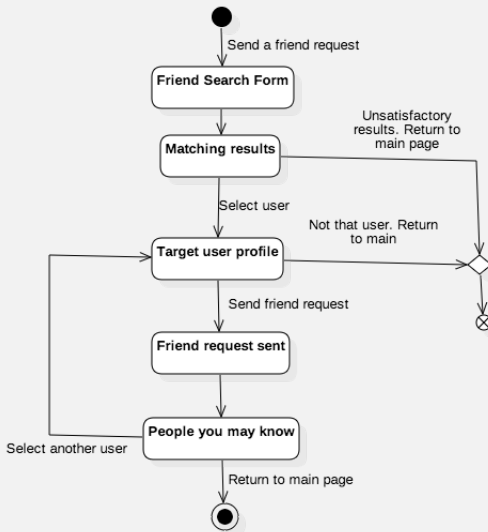 Send a friend request
Friend Search Form
Unsatisfactory
results. Return to
main page
Matching results
Select user
Not that user. Return
to main
Target user profile
Send friend request
Friend request sent
People you may know
Select another user
Return to main page